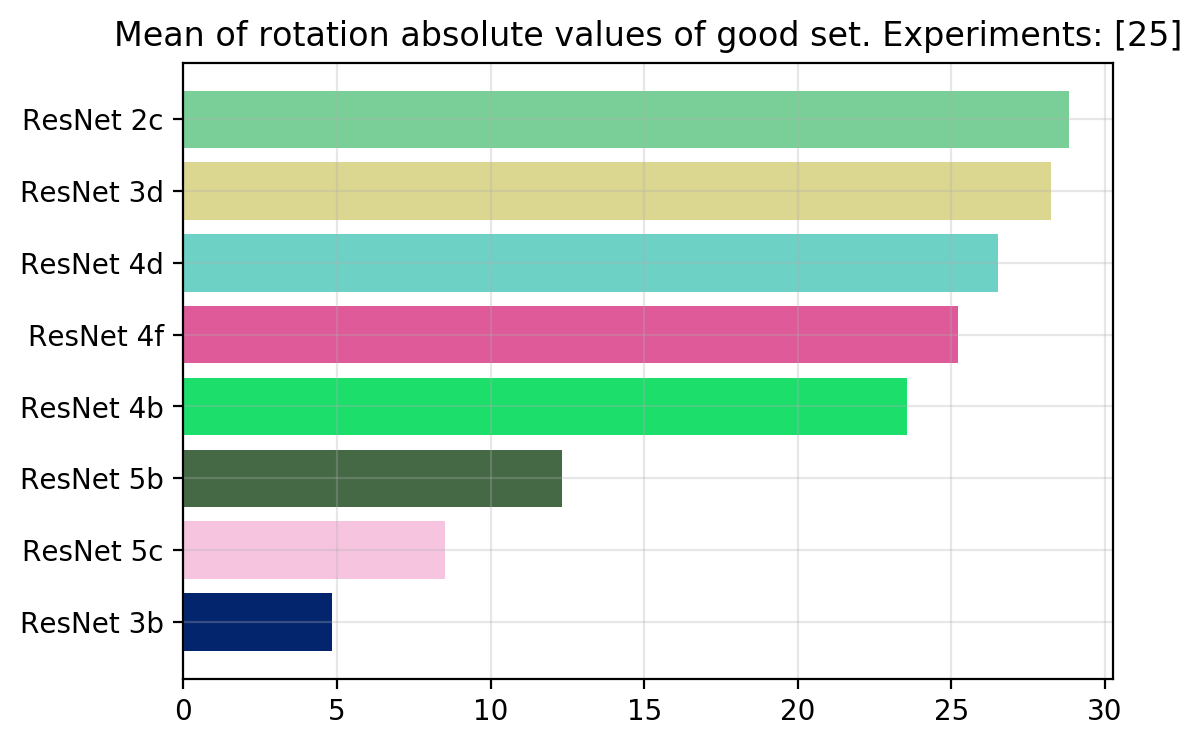 Mean of rotation absolute values of good set. Experiments: [25]
ResNet 2c
ResNet 3d
ResNet 4d
ResNet 4f
ResNet 4b
ResNet 5b
ResNet 5c
ResNet 3b
0 5 10 15 20 25 30